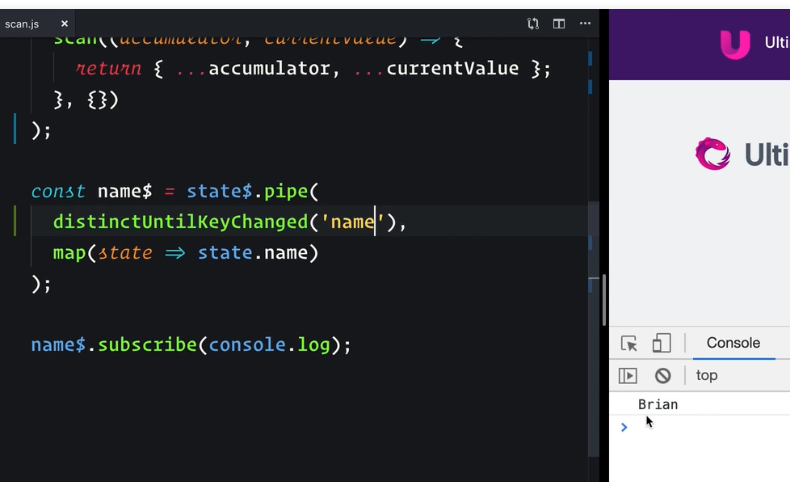 scan.js ×
scan((accumulator, currentValue) => {
return { ...accumulator, ...currentValue };
}, {})
);
const name$ = state$.pipe(
distinctUntilKeyChanged('name'),
map(state => state.name)
);
name$.subscribe(console.log);
Ulti
Ulti
Console
top
Brian